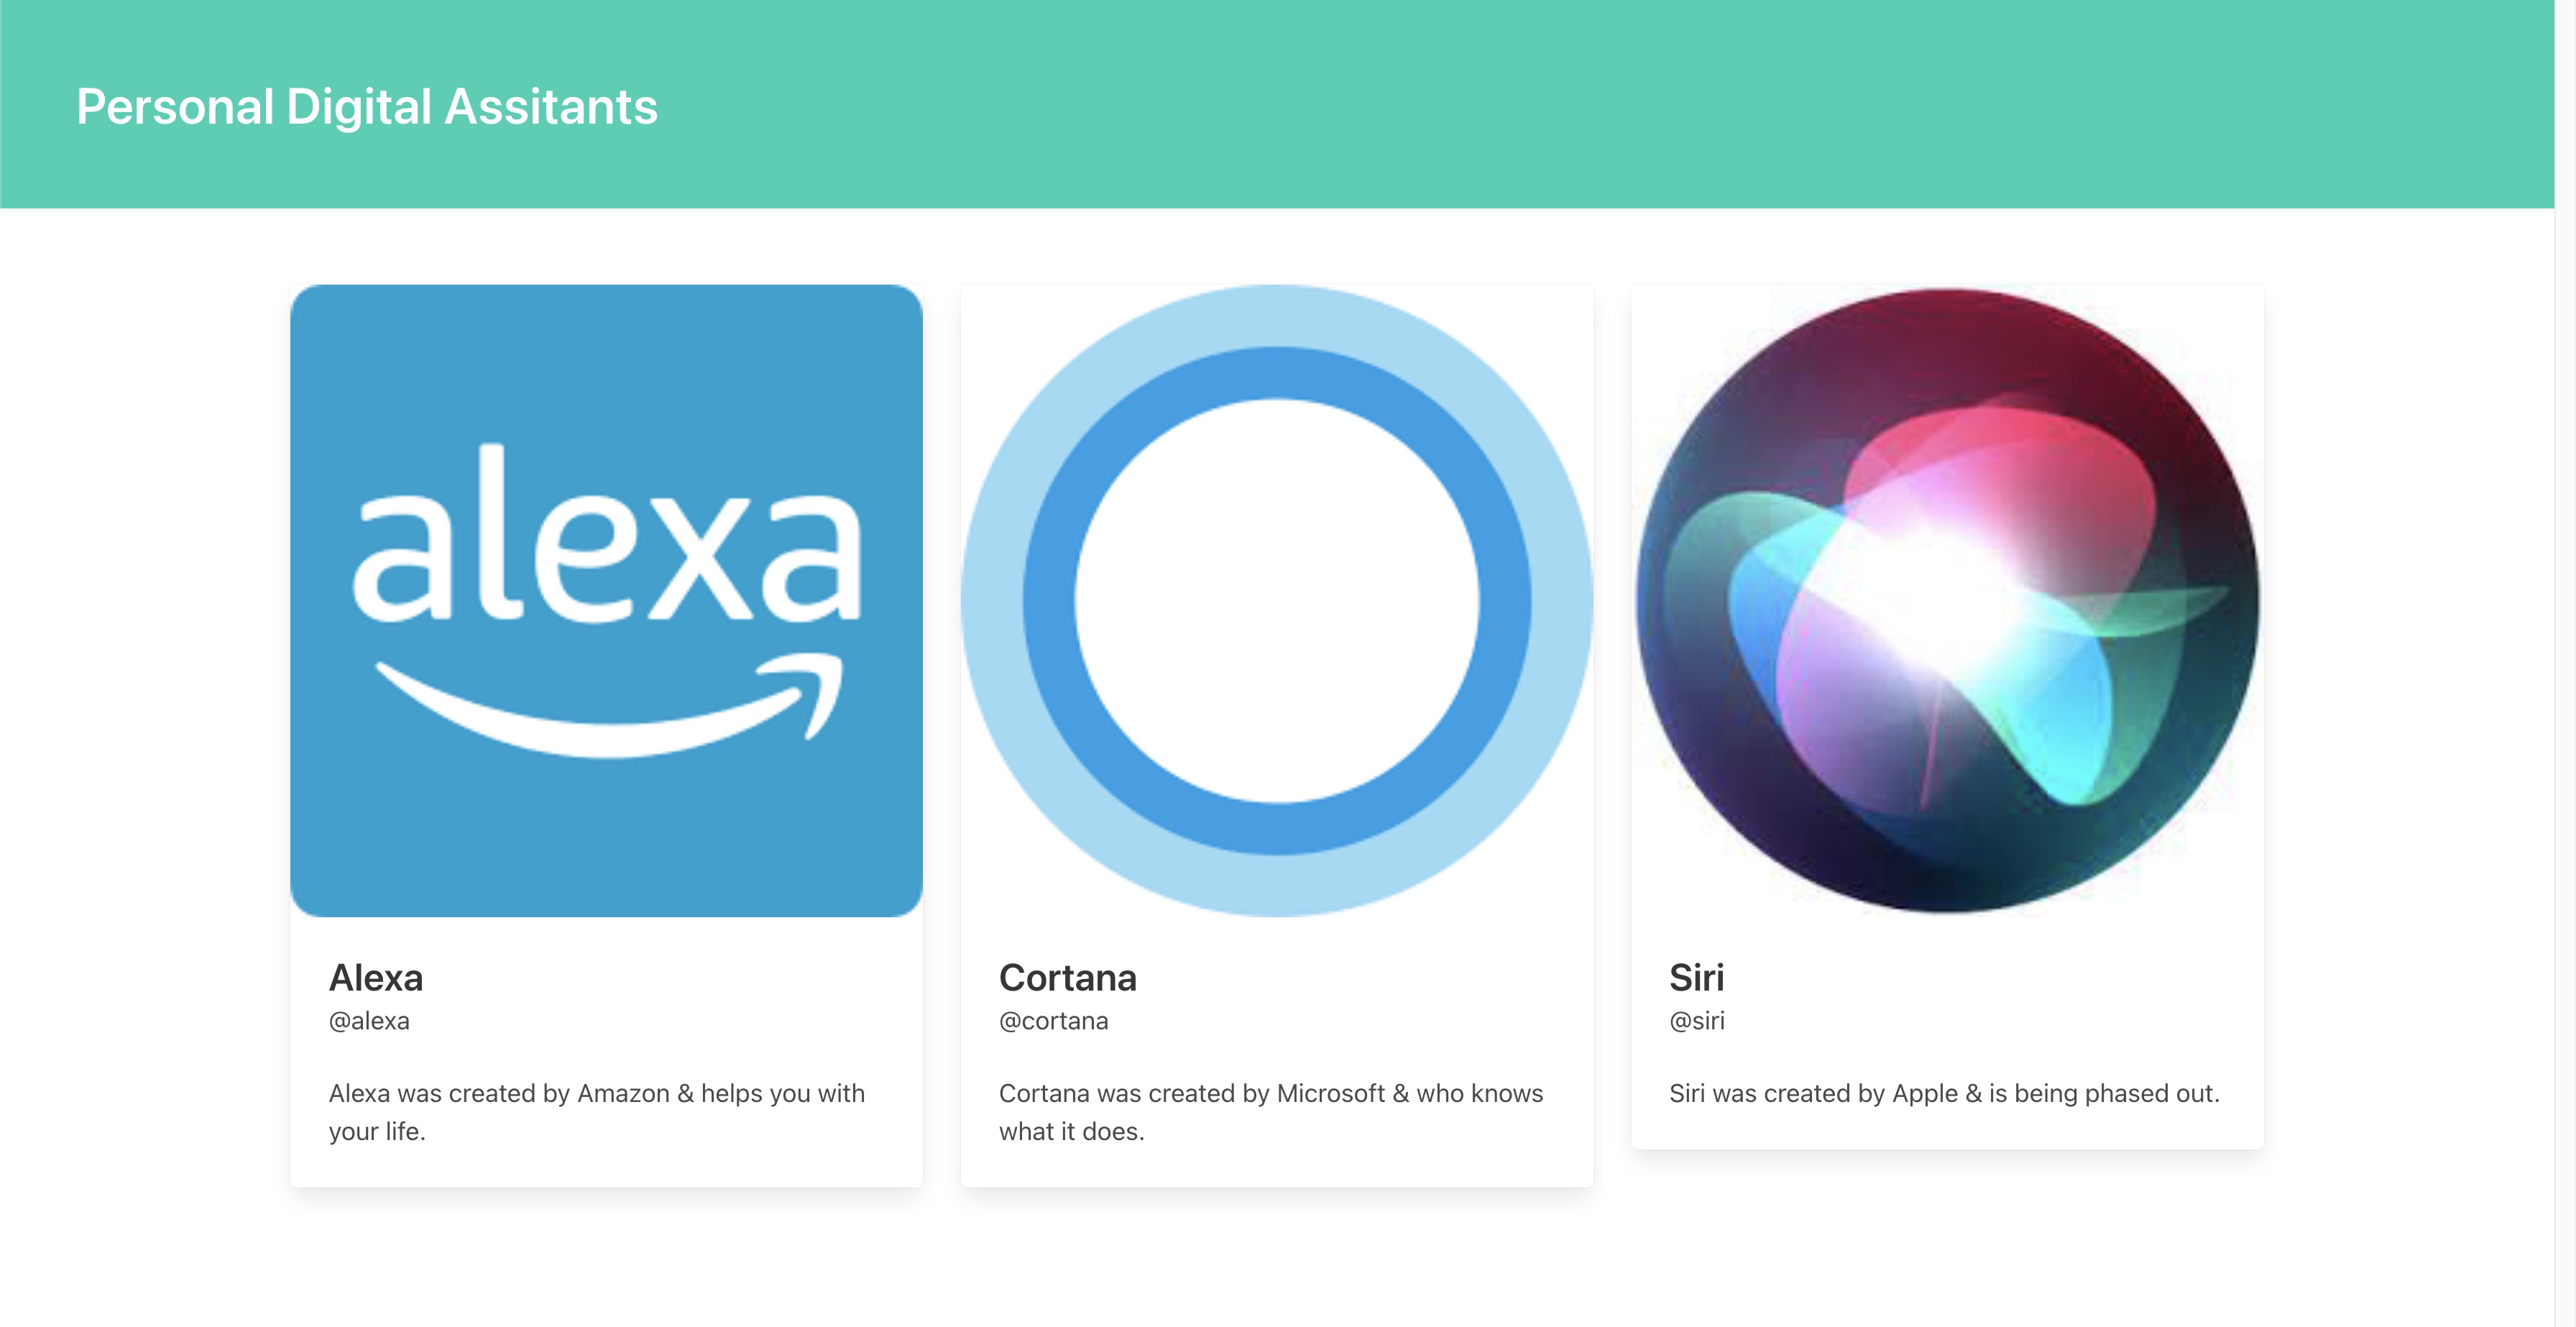 Personal Digital Assitants
alexa
Alexa
@alexa
Alexa was created by Amazon & helps you with
your life.
Cortana
@cortana
Cortana was created by Microsoft & who knows
what it does.
Siri
@siri
Siri was created by Apple & is being phased out.